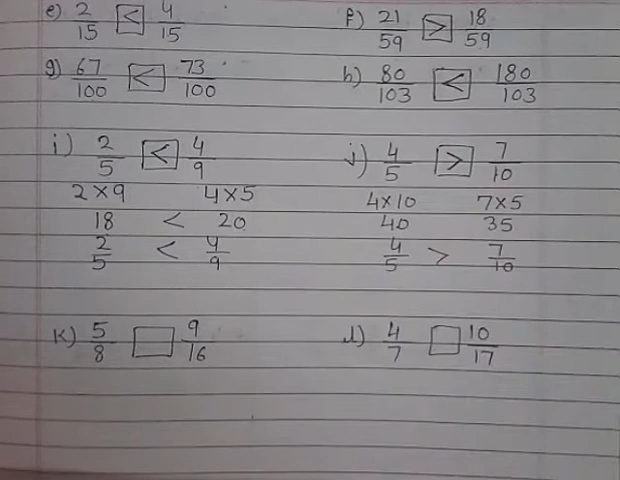 e) 2/15 < 4/15 f) 21/59 > 18/59
g) 67/100 < 73/100 h) 80/103 < 180/103
i) 2/5 < 4/9 j) 4/5 > 7/10
2×9 4×5 4×10 7×5
18 < 20 40 35
2/5 < 4/9 4/5 > 7/10
k) 5/8 □ 9/16 l) 4/7 □ 10/17